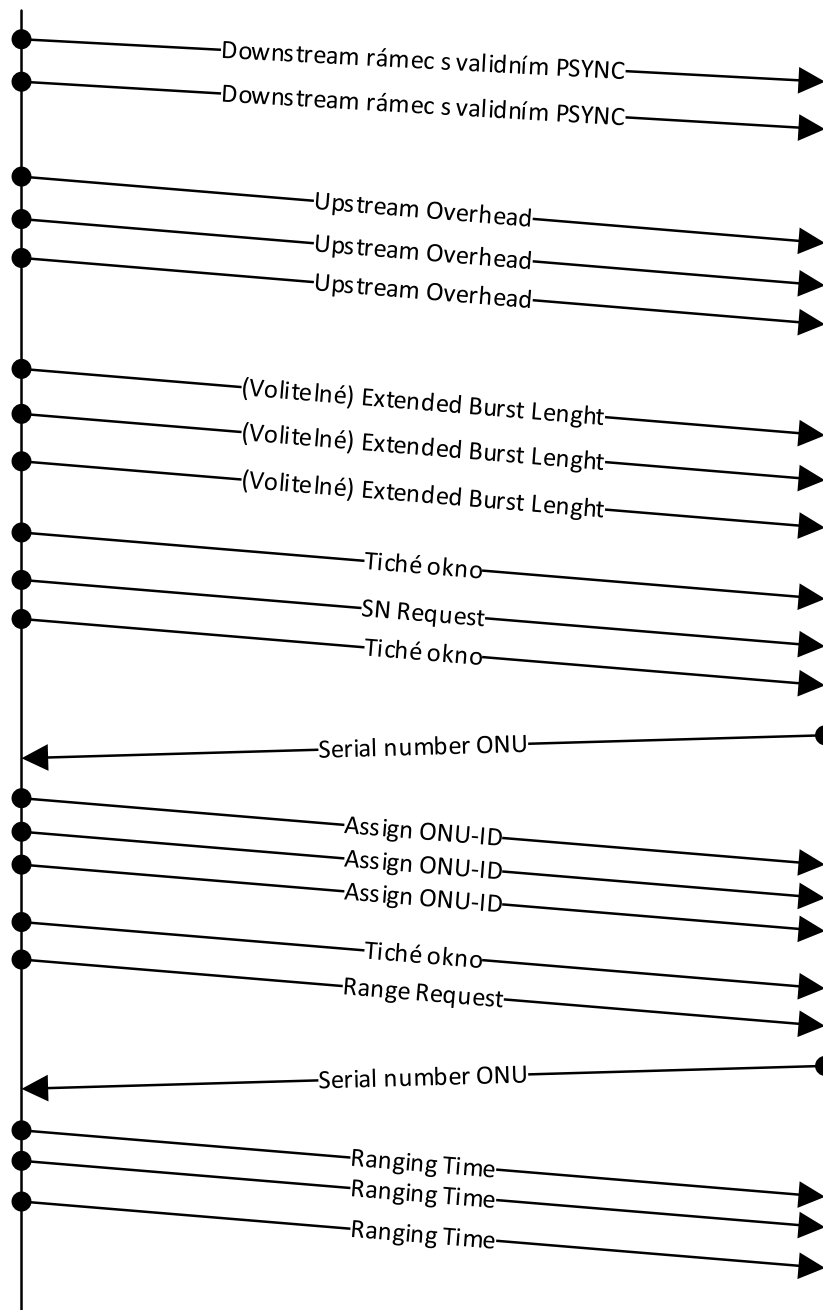 Downstream rámec s validním PSYNC
Downstream rámec s validním PSYNC
Upstream Overhead
Upstream Overhead
Upstream Overhead
(Volitelné) Extended Burst Lenght
(Volitelné) Extended Burst Lenght
(Volitelné) Extended Burst Lenght
Tiché okno
SN Request
Tiché okno
Serial number ONU
Assign ONU-ID
Assign ONU-ID
Assign ONU-ID
Tiché okno
Range Request
Serial number ONU
Ranging Time
Ranging Time
Ranging Time